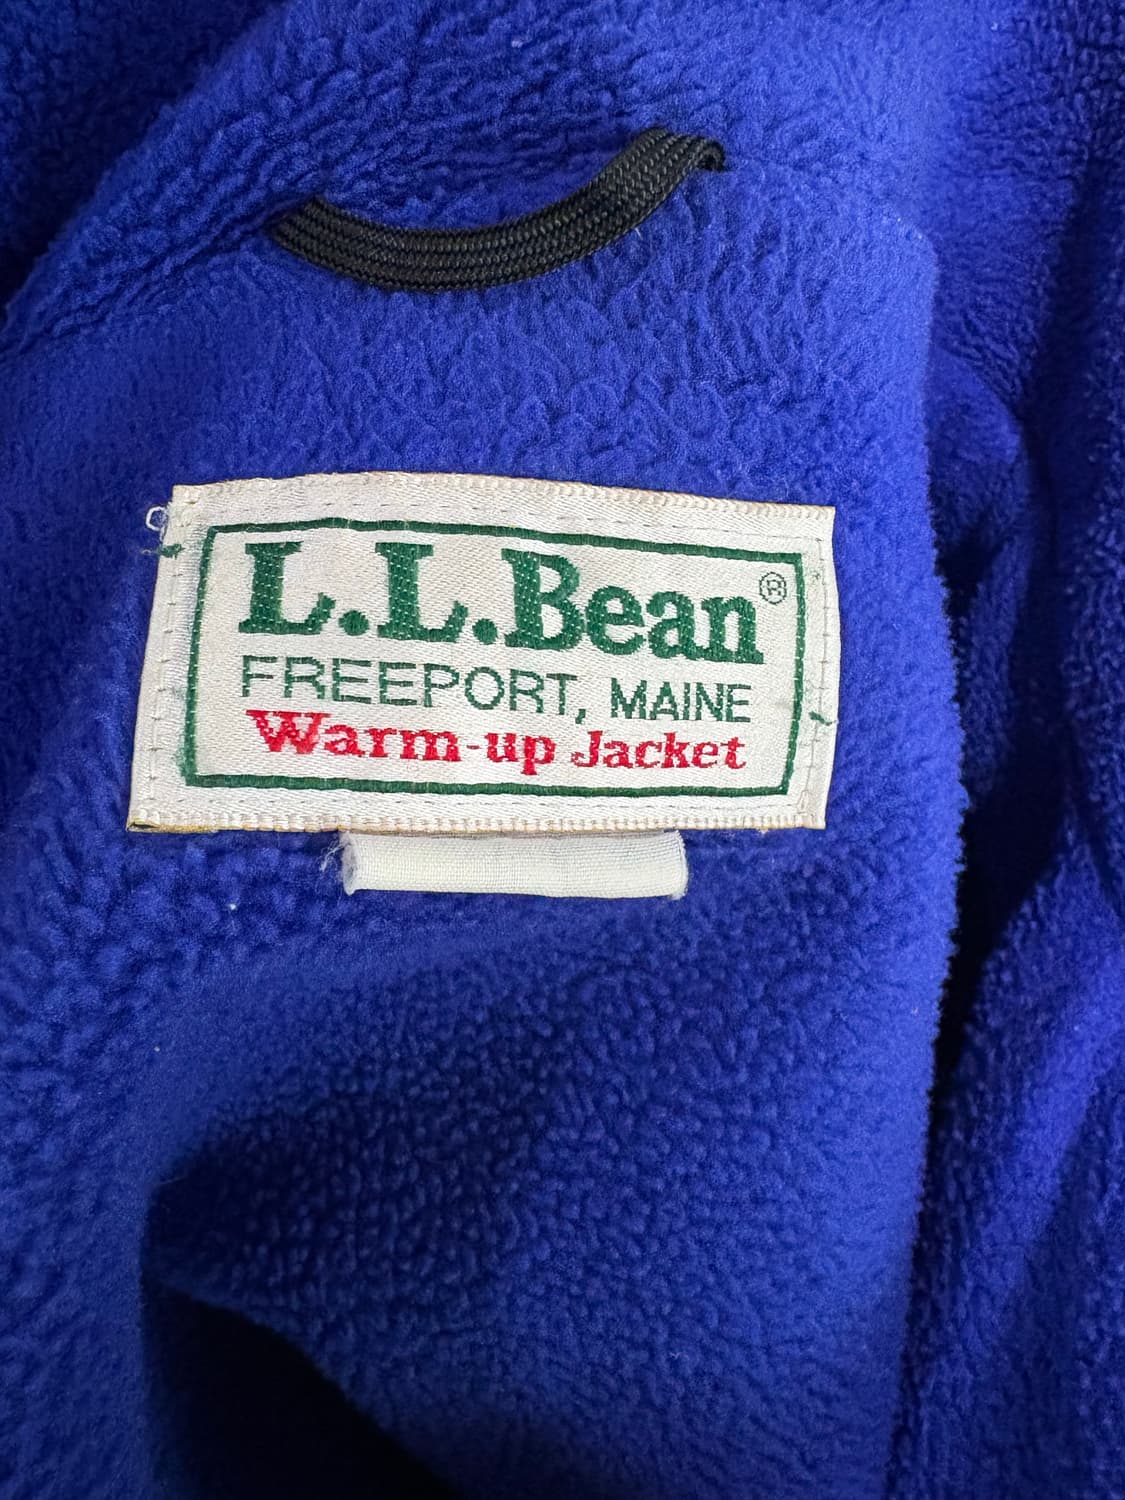 L.L.Bean®
FREEPORT, MAINE
Warm-up Jacket